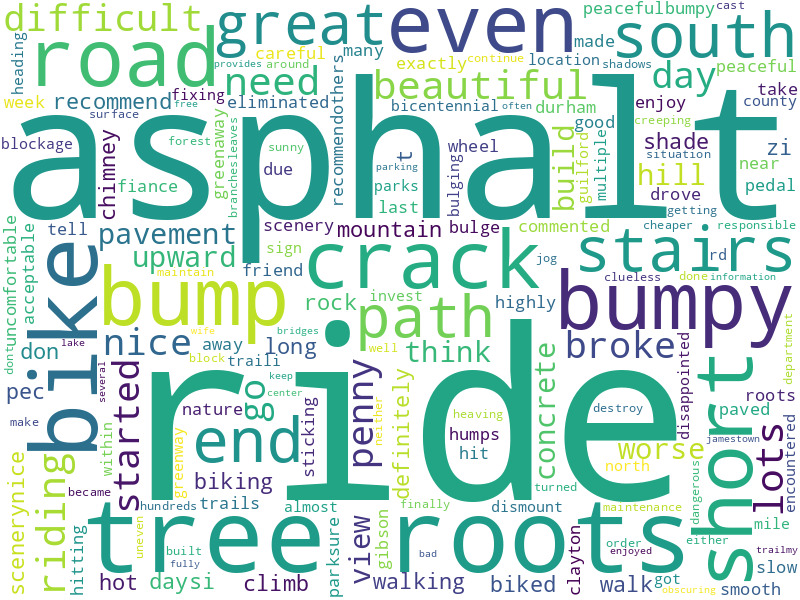 difficult
great
even
peacefulbumpy
cast
heading
road
careful
many
made
south
provides
around
exactly
location
shadows
continue
week
recommend
fixing
need
beautiful
day
peaceful
free
eliminated
bicentennial
often
durham
enjoy
take
county
surface
forest
good
creeping
blockage
asphalt
chimney
fiance
greenaway
branchesleaves
sunny
due
recommendothers
t
parking
parks
last
bulging
wheel
build
guilford
multiple
shade
situation
hill
near
zi
drove
pedal
getting
tell
pavement
scenery
mountain
bulge
commented
stairs
cheaper
responsible
dont
uncomfortable
acceptable
bike
upward
sign
friend
crack
jog
rd
clueless
done
information
maintain
bump
rock
invest
highly
bumpy
don
lake
nice
wife
bridges
away
long
path
well
block
traili
think
broke
disappointed
short
department
pec
several
started
nature
go
keep
center
penny
neither
definitely
concrete
destroy
roots
paved
lots
encountered
make
within
end
ride
heaving
humps
hit
worse
jamestown
scenerynice
riding
greenway
biking
sticking
north
dangerous
mile
hitting
became
hundreds
trails
almost
view
gibson
finally
dismount
turned
maintenance
either
trailmy
uneven
built
fully
tree roots
parksure
bad
order
enjoyed
slow
hot
daysi
climb
walking
biked
clayton
walk
got
obscuring
smooth